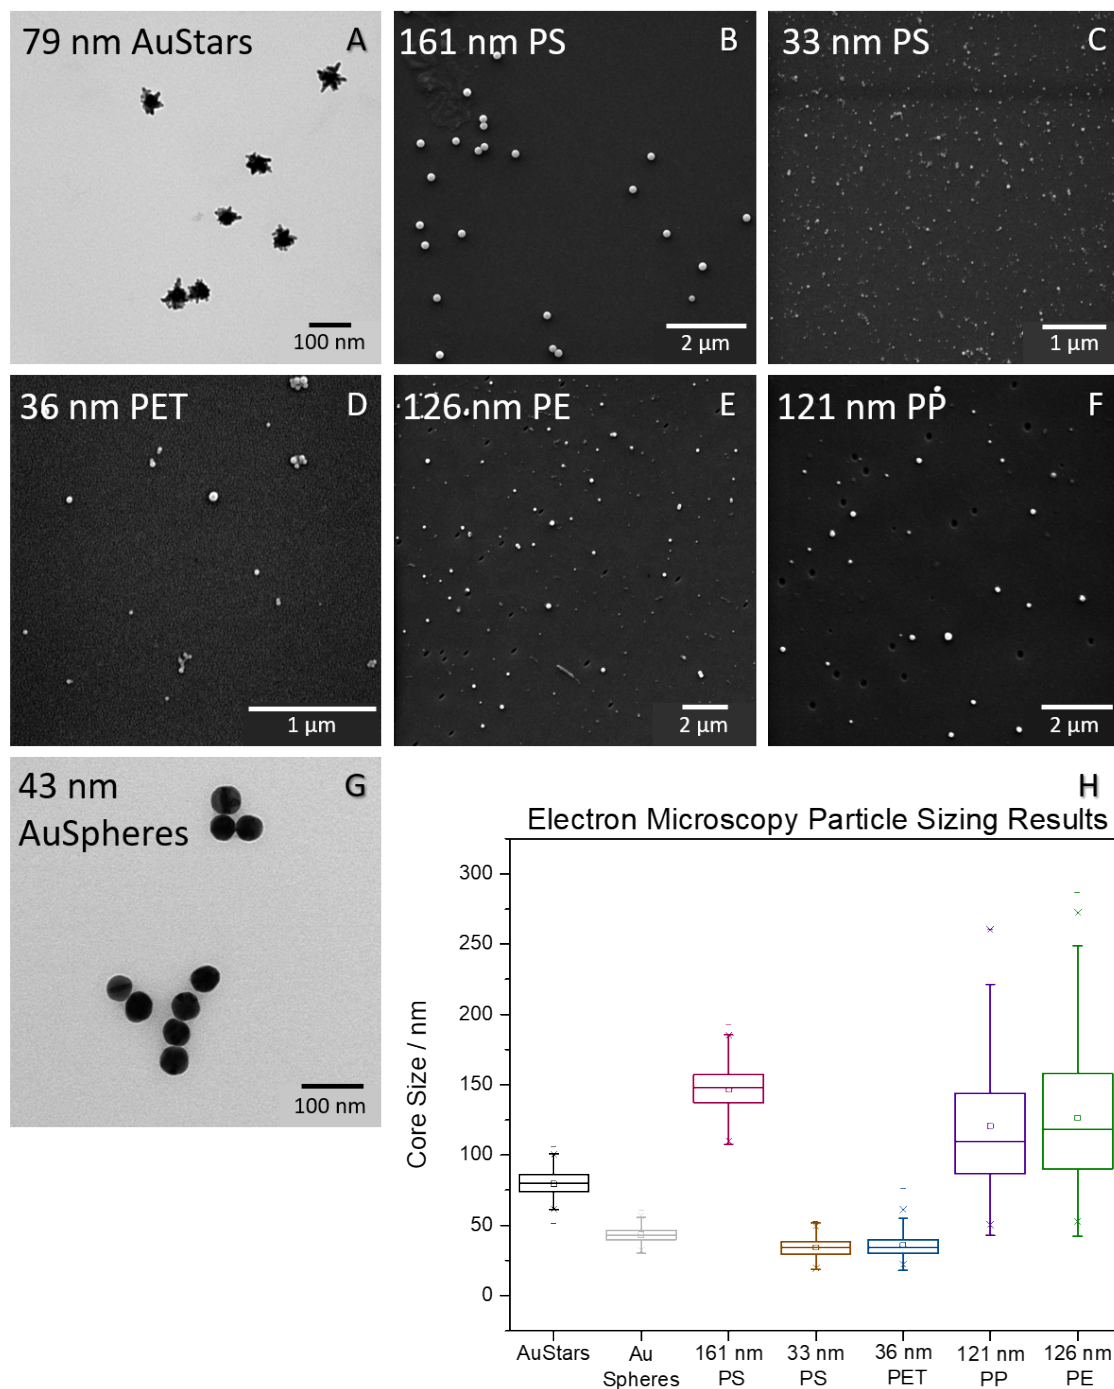 79 nm AuStars A
100 nm
161 nm PS B
2 µm
33 nm PS C
1 µm
36 nm PET D
1 µm
126 nm PE E
2 µm
121 nm PP F
2 µm
43 nm G
AuSpheres
100 nm
H
Electron Microscopy Particle Sizing Results
Core Size / nm
300
250
200
150
100
50
0
AuStars
Au
Spheres
161 nm
PS
33 nm
PS
36 nm
PET
121 nm
PP
126 nm
PE